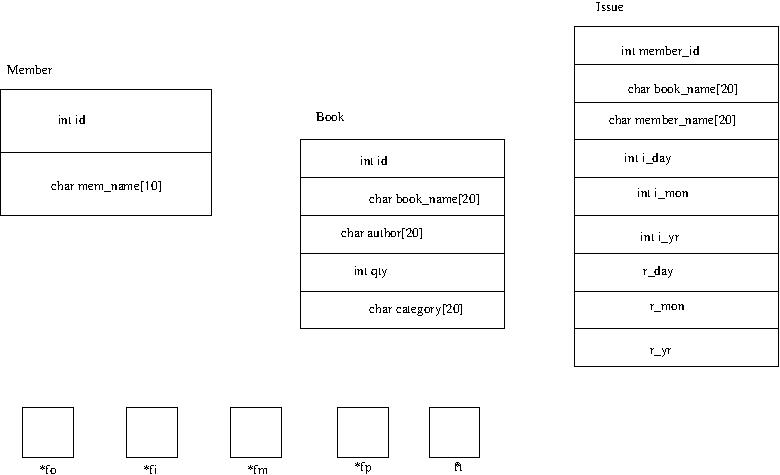 Member
int id
char mem_name[10]
Book
int id
char book_name[20]
char author[20]
int qty
char category[20]
Issue
int member_id
char book_name[20]
char member_name[20]
int i_day
int i_mon
int i_yr
r_day
r_mon
r_yr
*fo
*fi
*fm
*fp